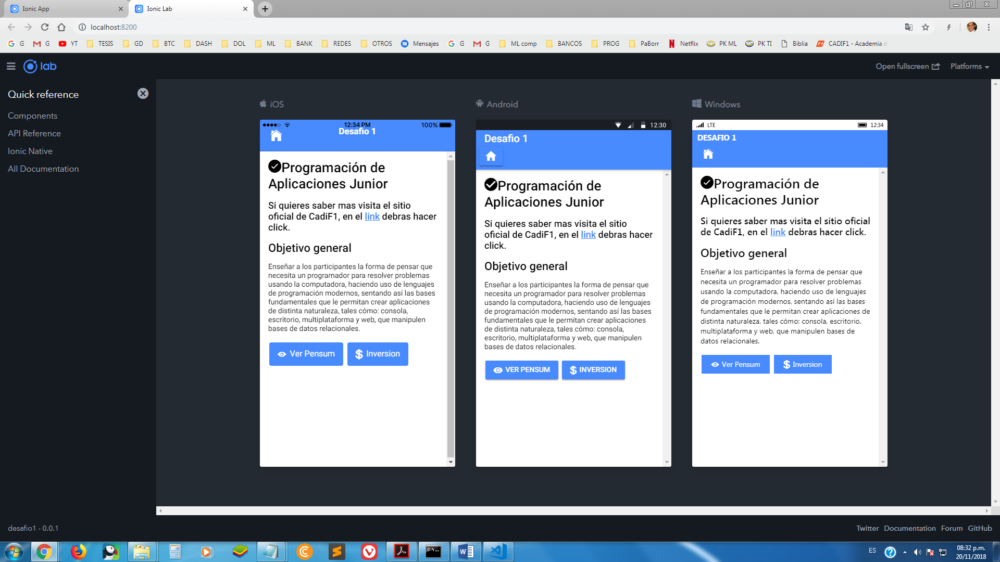 Ionic App
Ionic Lab
localhost:8200
G G YT TESIS GD BTC DASH DOL ML BANK REDES OTROS Mensajes G G ML comp BANCOS PROG PaBorr Netflix PK ML PK TI Biblia CADIF1 - Academia d
lab
Open fullscreen Platforms
Quick reference
Components
API Reference
Ionic Native
All Documentation
iOS
12:34 PM 100%
Desafio 1
Programación de
Aplicaciones Junior
Si quieres saber mas visita el sitio
oficial de CadiF1, en el link debras hacer
click.
Objetivo general
Enseñar a los participantes la forma de pensar que
necesita un programador para resolver problemas
usando la computadora, haciendo uso de lenguajes
de programación modernos, sentando así las bases
fundamentales que le permitan crear aplicaciones
de distinta naturaleza, tales cómo: consola,
escritorio, multiplataforma y web, que manipulen
bases de datos relacionales.
Ver Pensum Inversion
Android
12:30
Desafio 1
Programación de
Aplicaciones Junior
Si quieres saber mas visita el sitio
oficial de CadiF1, en el link debras hacer
click.
Objetivo general
Enseñar a los participantes la forma de pensar que
necesita un programador para resolver problemas
usando la computadora, haciendo uso de lenguajes
de programación modernos, sentando así las bases
fundamentales que le permitan crear aplicaciones
de distinta naturaleza, tales cómo: consola,
escritorio, multiplataforma y web, que manipulen
bases de datos relacionales.
VER PENSUM INVERSION
Windows
LTE 12:34
DESAFIO 1
Programación de
Aplicaciones Junior
Si quieres saber mas visita el sitio oficial
de CadiF1, en el link debras hacer click.
Objetivo general
Enseñar a los participantes la forma de pensar que
necesita un programador para resolver problemas
usando la computadora, haciendo uso de lenguajes
de programación modernos, sentando así las bases
fundamentales que le permitan crear aplicaciones de
distinta naturaleza, tales cómo: consola, escritorio,
multiplataforma y web, que manipulen bases de
datos relacionales.
Ver Pensum Inversion
desafio1 - 0.0.1
Twitter Documentation Forum GitHub
ES
08:32 p.m.
20/11/2018